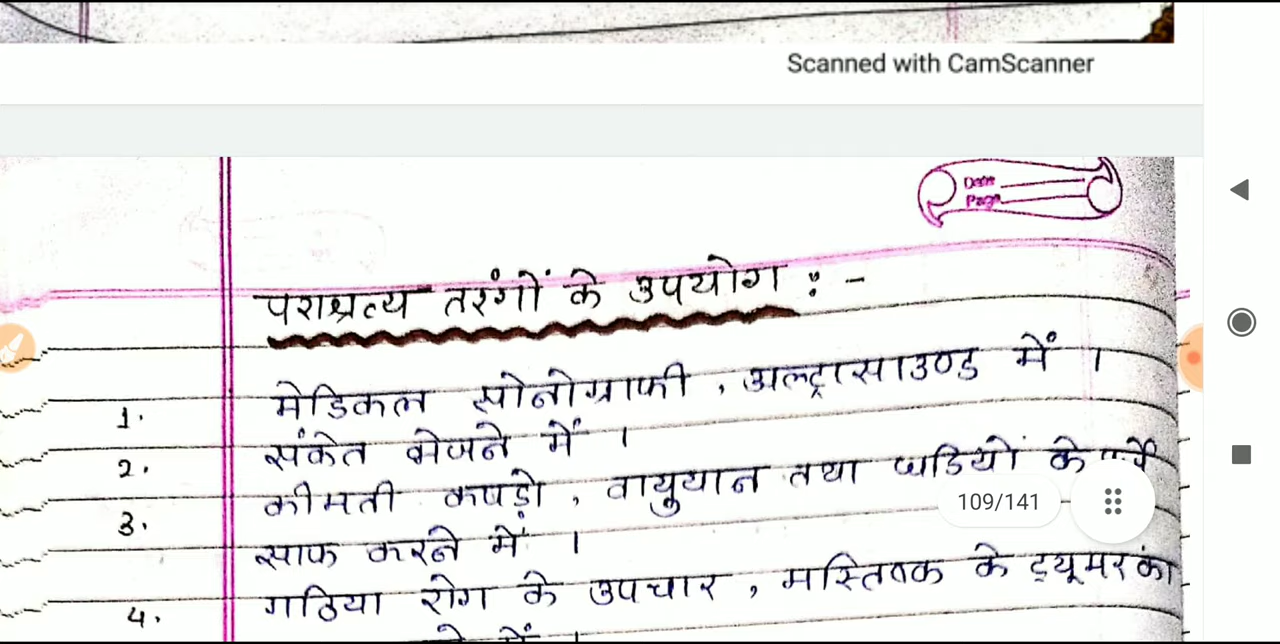 Scanned with CamScanner
Date
Page
पराश्रव्य तरंगों के उपयोग : -
1. मेडिकल सोनोग्राफी , अल्ट्रासाउण्ड में ।
2. संकेत भेजने में ।
3. कीमती कपड़ो , वायुयान तथा घडियों के
109/141
साफ करने में ।
4. गठिया रोग के उपचार , मस्तिष्क के ट्यूमर का